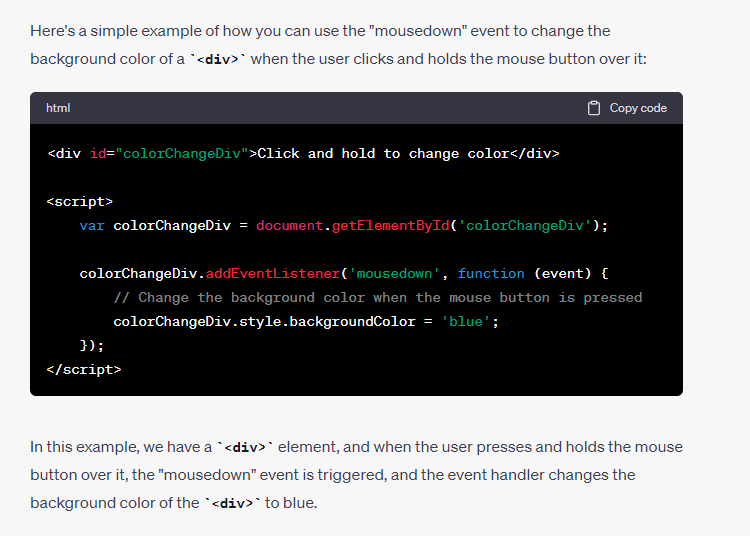 Here's a simple example of how you can use the "mousedown" event to change the
background color of a `<div>` when the user clicks and holds the mouse button over it:
html
Copy code
<div id="colorChangeDiv">Click and hold to change color</div>
<script>
    var colorChangeDiv = document.getElementById('colorChangeDiv');
    colorChangeDiv.addEventListener('mousedown', function (event) {
        // Change the background color when the mouse button is pressed
        colorChangeDiv.style.backgroundColor = 'blue';
    });
</script>
In this example, we have a `<div>` element, and when the user presses and holds the mouse
button over it, the "mousedown" event is triggered, and the event handler changes the
background color of the `<div>` to blue.